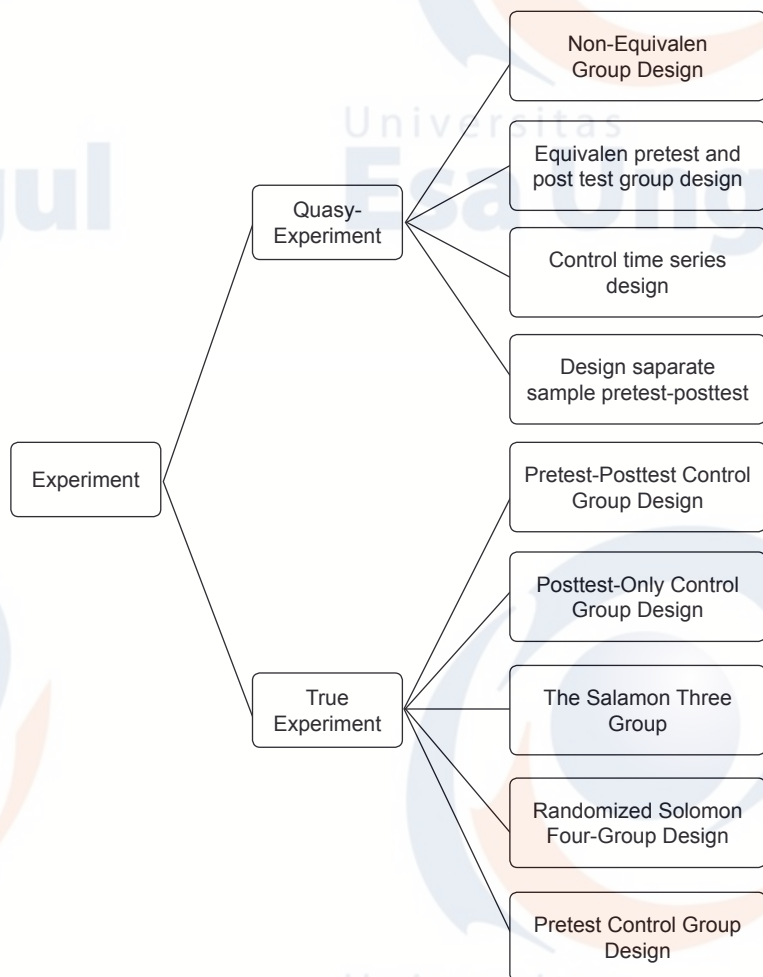 Non-Equivalen
Group Design
Universitas
Esa Ung
gul
Equivalen pretest and
post test group design
Quasy-
Experiment
Control time series
design
Design saparate
sample pretest-posttest
Experiment
Pretest-Posttest Control
Group Design
Posttest-Only Control
Group Design
True
Experiment
The Salamon Three
Group
Randomized Solomon
Four-Group Design
Pretest Control Group
Design